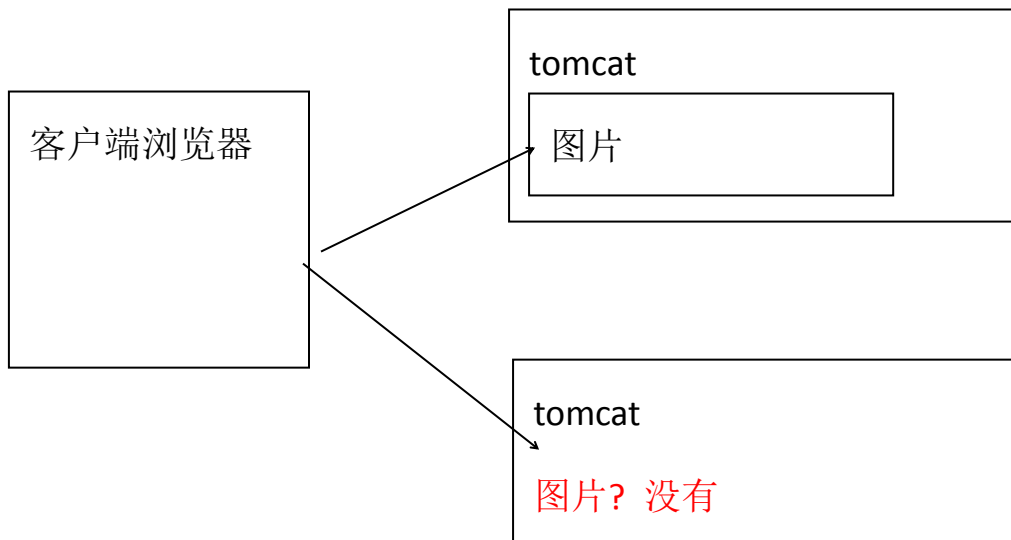 tomcat
客户端浏览器
图片
tomcat
图片? 没有